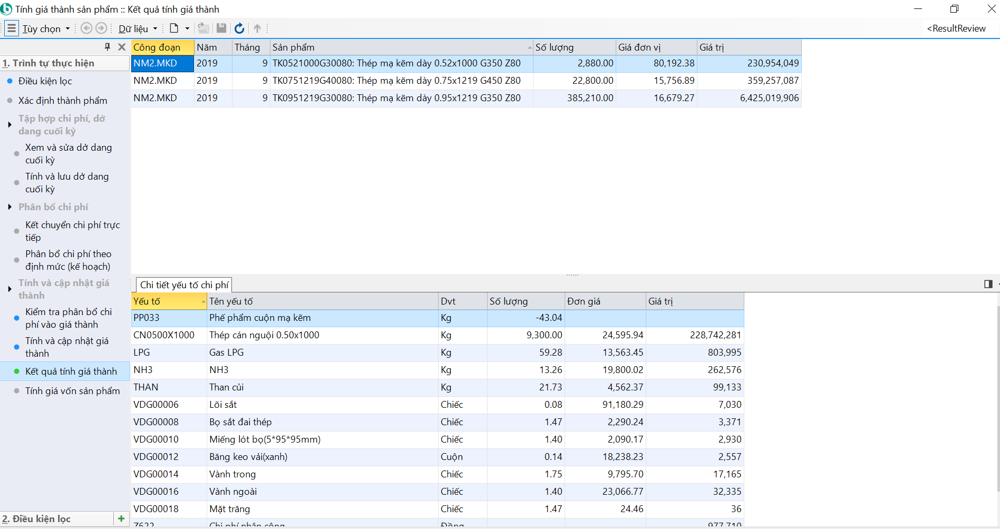 Tính giá thành sản phẩm :: Kết quả tính giá thành
Tùy chọn
Dữ liệu
<ResultReview
1. Trình tự thực hiện
Điều kiện lọc
Xác định thành phẩm
Tập hợp chi phí, dở
dang cuối kỳ
Xem và sửa dở dang
cuối kỳ
Tính và lưu dở dang
cuối kỳ
Phân bổ chi phí
Kết chuyển chi phí trực
tiếp
Phân bổ chi phí theo
định mức (kế hoạch)
Tính và cập nhật giá
thành
Kiểm tra phân bổ chi
phí vào giá thành
Tính và cập nhật giá
thành
Kết quả tính giá thành
Tính giá vốn sản phẩm
2. Điều kiện lọc
Công đoạn Năm Tháng Sản phẩm Số lượng Giá đơn vị Giá trị
NM2.MKD 2019 9 TK0521000G30080: Thép mạ kẽm dày 0.52x1000 G350 Z80 2,880.00 80,192.38 230,954,049
NM2.MKD 2019 9 TK0751219G40080: Thép mạ kẽm dày 0.75x1219 G450 Z80 22,800.00 15,756.89 359,257,087
NM2.MKD 2019 9 TK0951219G30080: Thép mạ kẽm dày 0.95x1219 G350 Z80 385,210.00 16,679.27 6,425,019,906
Chi tiết yếu tố chi phí
Yếu tố Tên yếu tố Dvt Số lượng Đơn giá Giá trị
PP033 Phế phẩm cuộn mạ kẽm Kg -43.04
CN0500X1000 Thép cán nguội 0.50x1000 Kg 9,300.00 24,595.94 228,742,281
LPG Gas LPG Kg 59.28 13,563.45 803,995
NH3 NH3 Kg 13.26 19,800.02 262,576
THAN Than củi Kg 21.73 4,562.37 99,133
VDG00006 Lõi sắt Chiếc 0.08 91,180.29 7,030
VDG00008 Bọ sắt đai thép Chiếc 1.47 2,290.24 3,371
VDG00010 Miếng lót bọ(5*95*95mm) Chiếc 1.40 2,090.17 2,930
VDG00012 Băng keo vải(xanh) Cuộn 0.14 18,238.23 2,557
VDG00014 Vành trong Chiếc 1.75 9,795.70 17,165
VDG00016 Vành ngoài Chiếc 1.40 23,066.77 32,335
VDG00018 Mặt trăng Chiếc 1.47 24.46 36
Z622 Chi phí nhân công Đồng 977,710